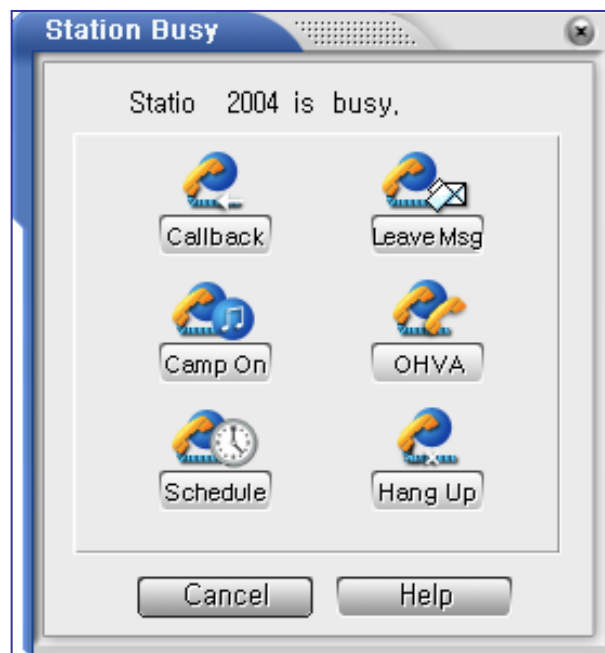 Station Busy
Statio 2004 is busy,
Callback
Leave Msg
Camp On
OHVA
Schedule
Hang Up
Cancel
Help